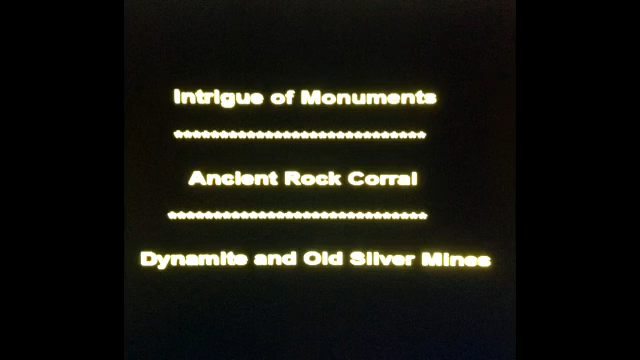 Intrigue of Monuments
****************************
Ancient Rock Corral
*****************************
Dynamite and Old Silver Mines